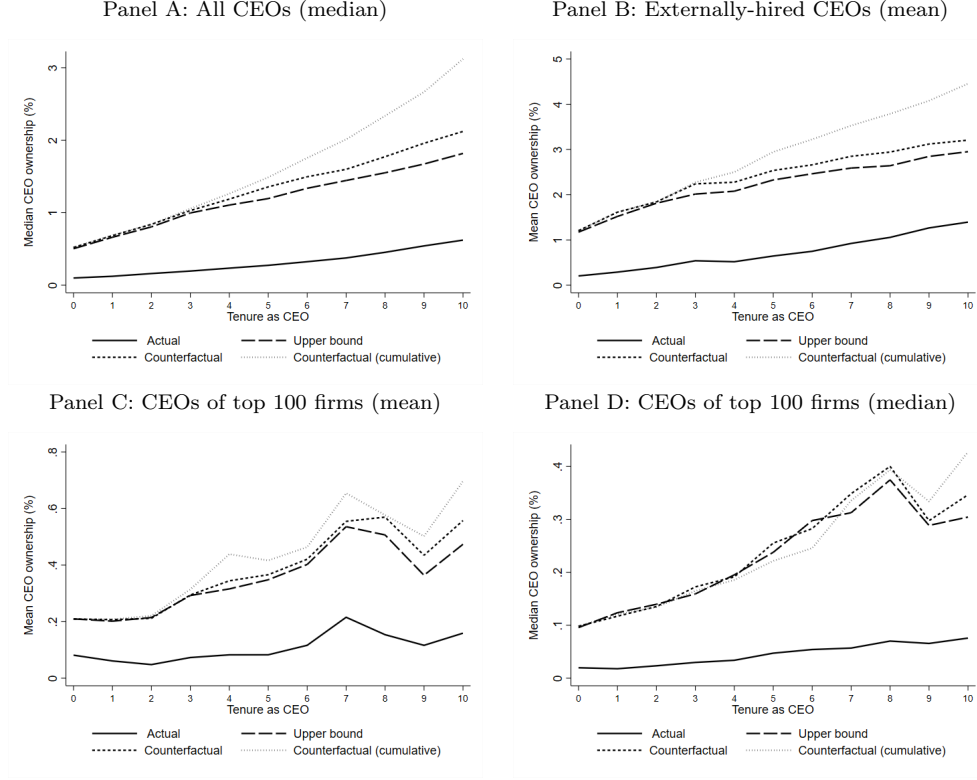 Panel A: All CEOs (median)
Median CEO ownership (%)
3
2
1
0
0 1 2 3 4 5 6 7 8 9 10
Tenure as CEO
Actual
Upper bound
Counterfactual
Counterfactual (cumulative)
Panel B: Externally-hired CEOs (mean)
Mean CEO ownership (%)
5
4
3
2
1
0
0 1 2 3 4 5 6 7 8 9 10
Tenure as CEO
Actual
Upper bound
Counterfactual
Counterfactual (cumulative)
Panel C: CEOs of top 100 firms (mean)
Mean CEO ownership (%)
.8
.6
.4
.2
0
0 1 2 3 4 5 6 7 8 9 10
Tenure as CEO
Actual
Upper bound
Counterfactual
Counterfactual (cumulative)
Panel D: CEOs of top 100 firms (median)
Median CEO ownership (%)
.4
.3
.2
.1
0
0 1 2 3 4 5 6 7 8 9 10
Tenure as CEO
Actual
Upper bound
Counterfactual
Counterfactual (cumulative)